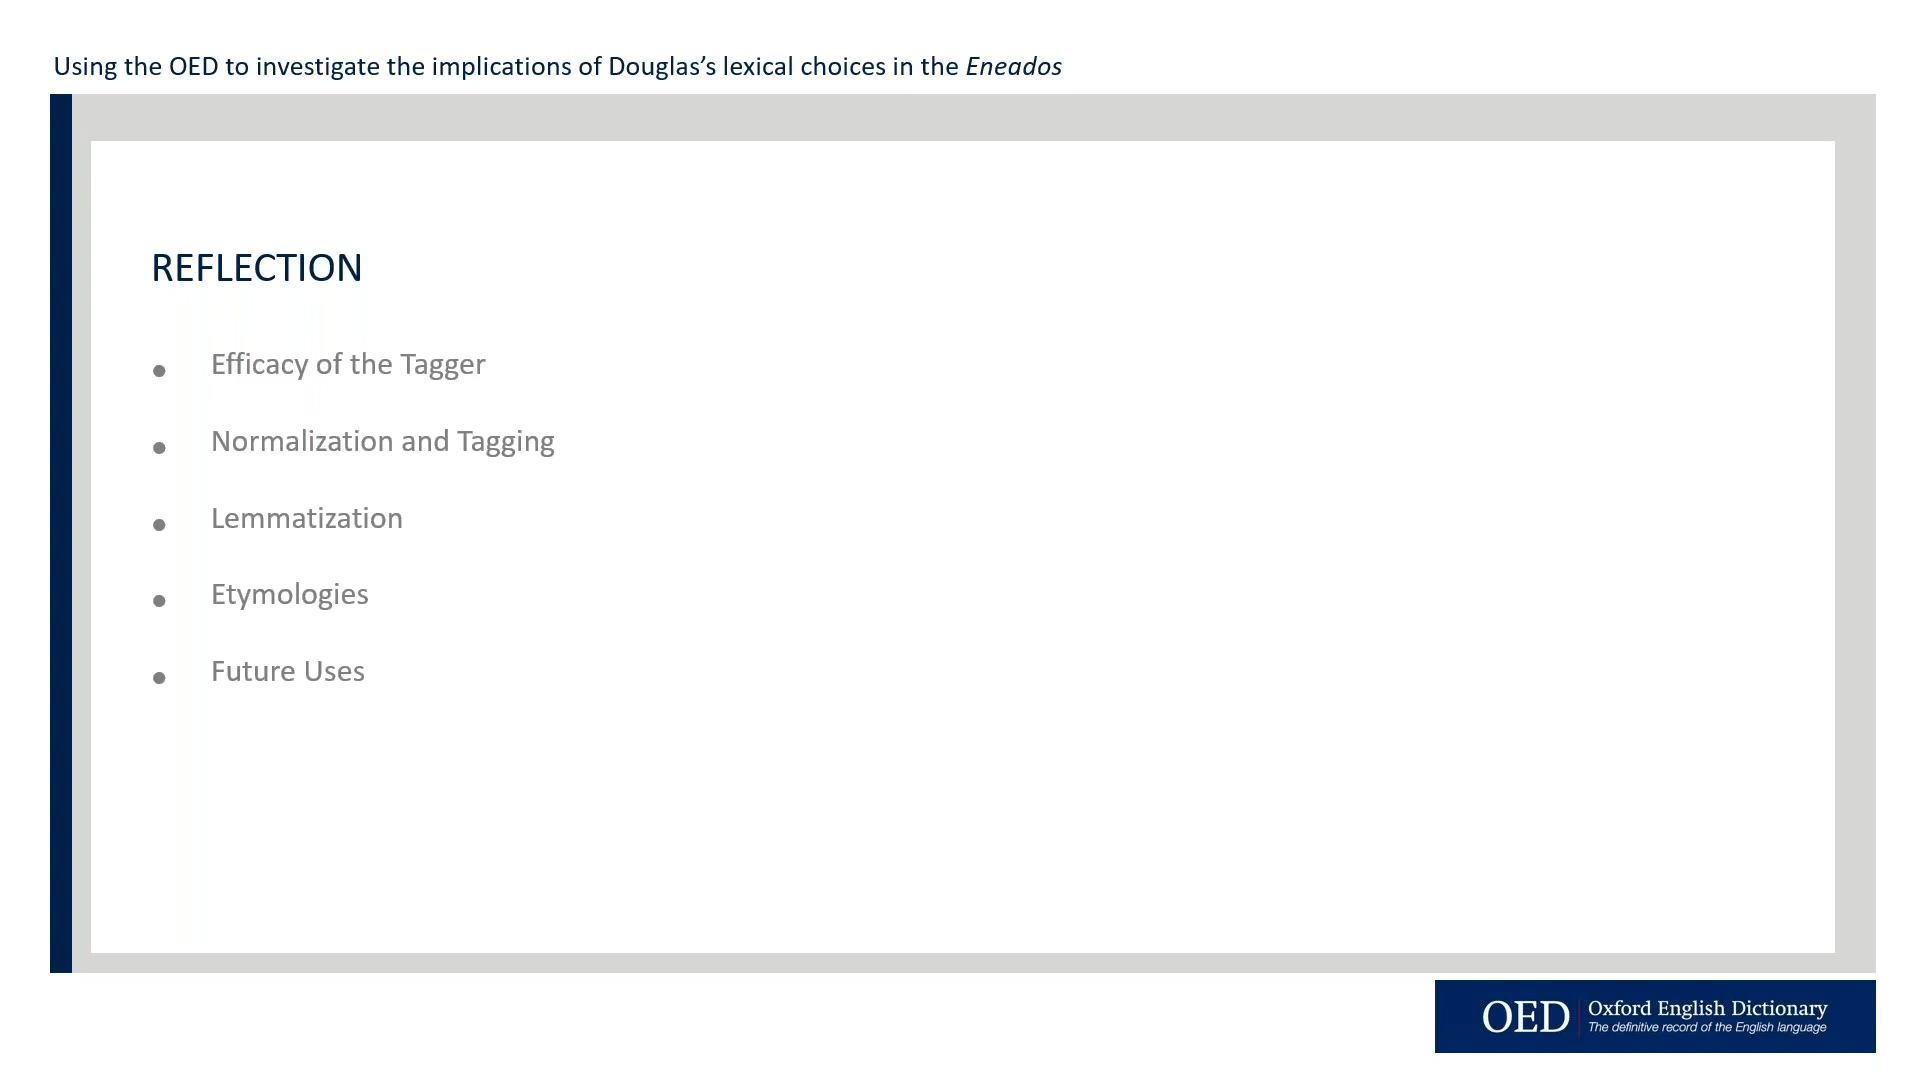 Using the OED to investigate the implications of Douglas’s lexical choices in the Eneados
REFLECTION
• Efficacy of the Tagger
• Normalization and Tagging
• Lemmatization
• Etymologies
• Future Uses
OED
Oxford English Dictionary
The definitive record of the English language